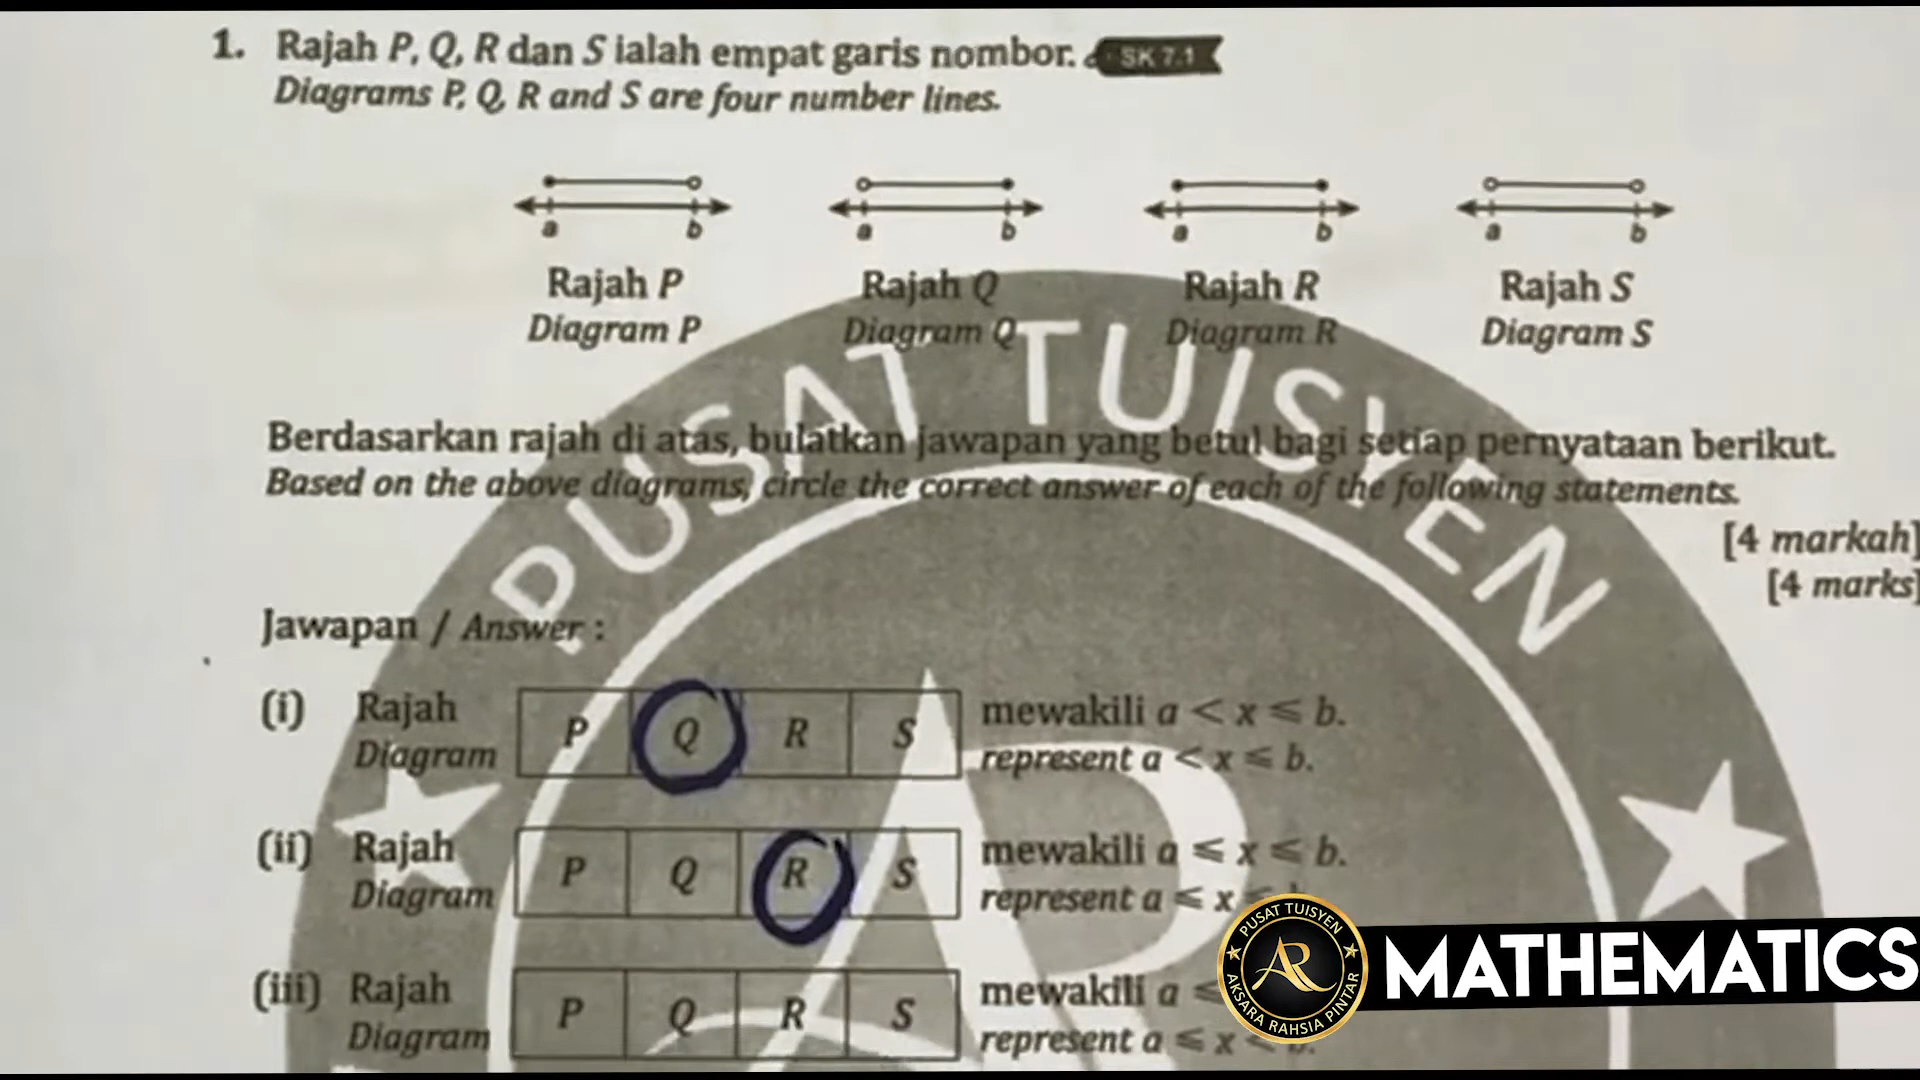 1. Rajah P, Q, R dan S ialah empat garis nombor. SK 7.1
Diagrams P, Q, R and S are four number lines.
a b a b a b a b
Rajah P Rajah Q Rajah R Rajah S
Diagram P Diagram Q Diagram R Diagram S
PUSAT TUISYEN
Berdasarkan rajah di atas, bulatkan jawapan yang betul bagi setiap pernyataan berikut.
Based on the above diagrams, circle the correct answer of each of the following statements.
[4 markah]
[4 marks]
Jawapan / Answer :
(i) Rajah P Q R S mewakili a < x ⩽ b.
Diagram represent a < x ⩽ b.
(ii) Rajah P Q R S mewakili a ⩽ x ⩽ b.
Diagram represent a ⩽ x
(iii) Rajah P Q R S mewakili a
Diagram represent a ⩽ x
AR
PUSAT TUISYEN
AR
AKSARA RAHSIA PINTAR
MATHEMATICS